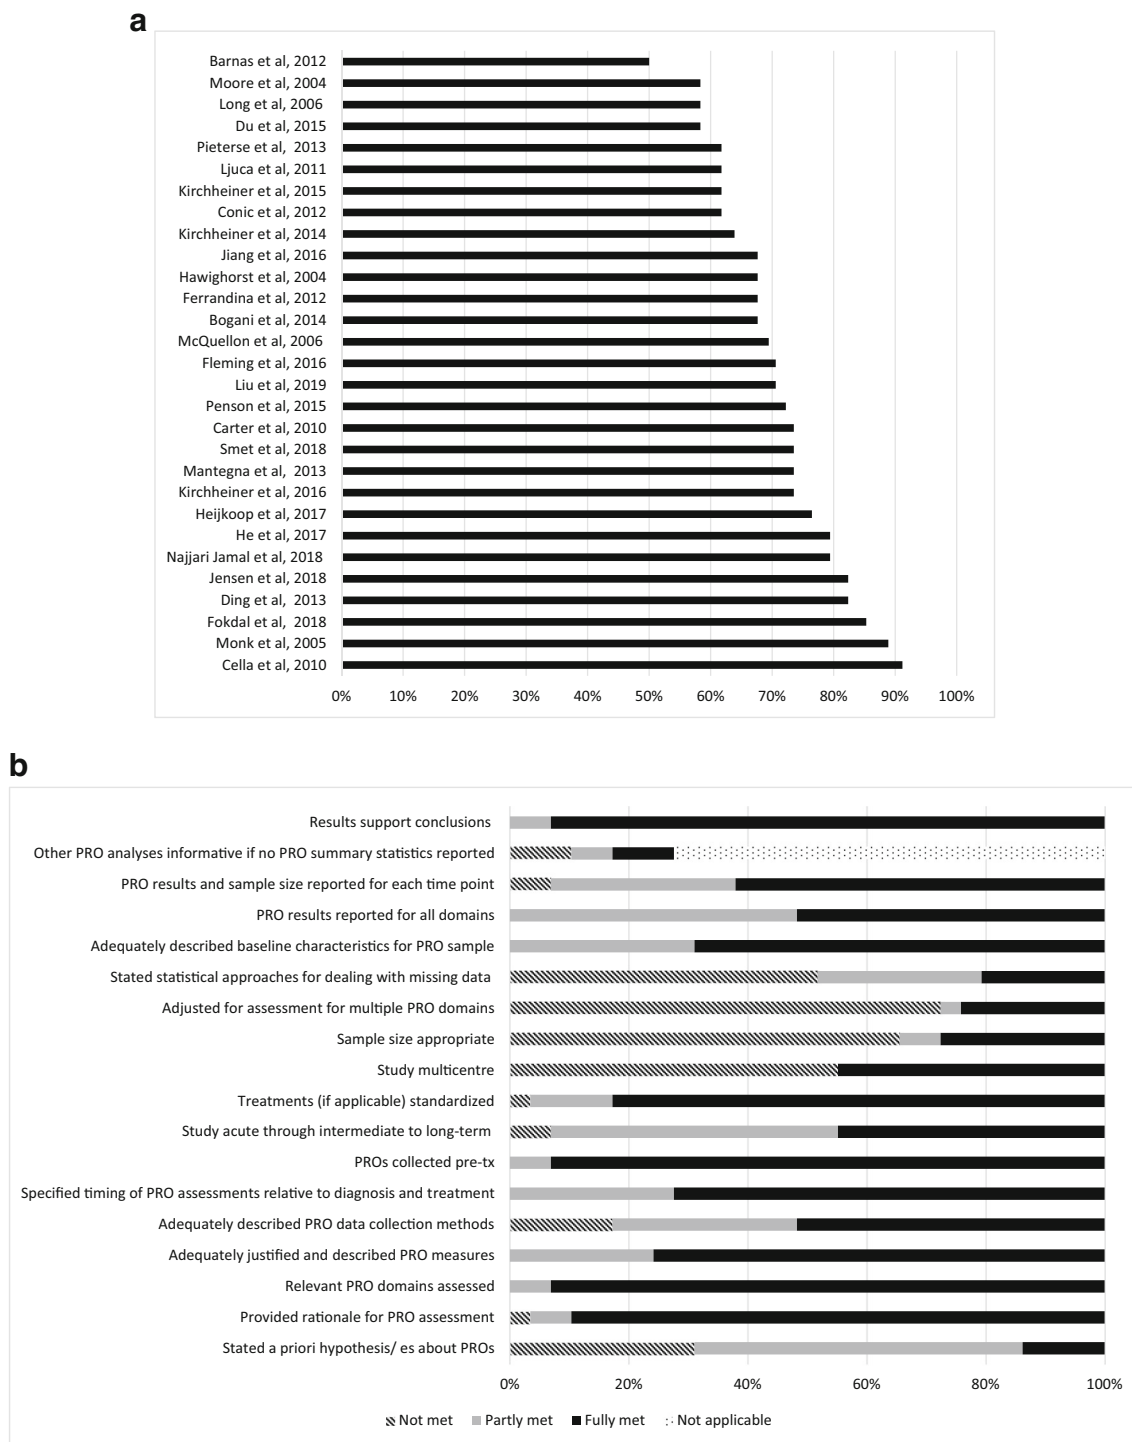 a
Barnas et al, 2012
Moore et al, 2004
Long et al, 2006
Du et al, 2015
Pieterse et al, 2013
Ljuca et al, 2011
Kirchheiner et al, 2015
Conic et al, 2012
Kirchheiner et al, 2014
Jiang et al, 2016
Hawighorst et al, 2004
Ferrandina et al, 2012
Bogani et al, 2014
McQuellon et al, 2006
Fleming et al, 2016
Liu et al, 2019
Penson et al, 2015
Carter et al, 2010
Smet et al, 2018
Mantegna et al, 2013
Kirchheiner et al, 2016
Heijkoop et al, 2017
He et al, 2017
Najjari Jamal et al, 2018
Jensen et al, 2018
Ding et al, 2013
Fokdal et al, 2018
Monk et al, 2005
Cella et al, 2010
0% 10% 20% 30% 40% 50% 60% 70% 80% 90% 100%
b
Results support conclusions
Other PRO analyses informative if no PRO summary statistics reported
PRO results and sample size reported for each time point
PRO results reported for all domains
Adequately described baseline characteristics for PRO sample
Stated statistical approaches for dealing with missing data
Adjusted for assessment for multiple PRO domains
Sample size appropriate
Study multicentre
Treatments (if applicable) standardized
Study acute through intermediate to long-term
PROs collected pre-tx
Specified timing of PRO assessments relative to diagnosis and treatment
Adequately described PRO data collection methods
Adequately justified and described PRO measures
Relevant PRO domains assessed
Provided rationale for PRO assessment
Stated a priori hypothesis/ es about PROs
0% 20% 40% 60% 80% 100%
Not met Partly met Fully met Not applicable